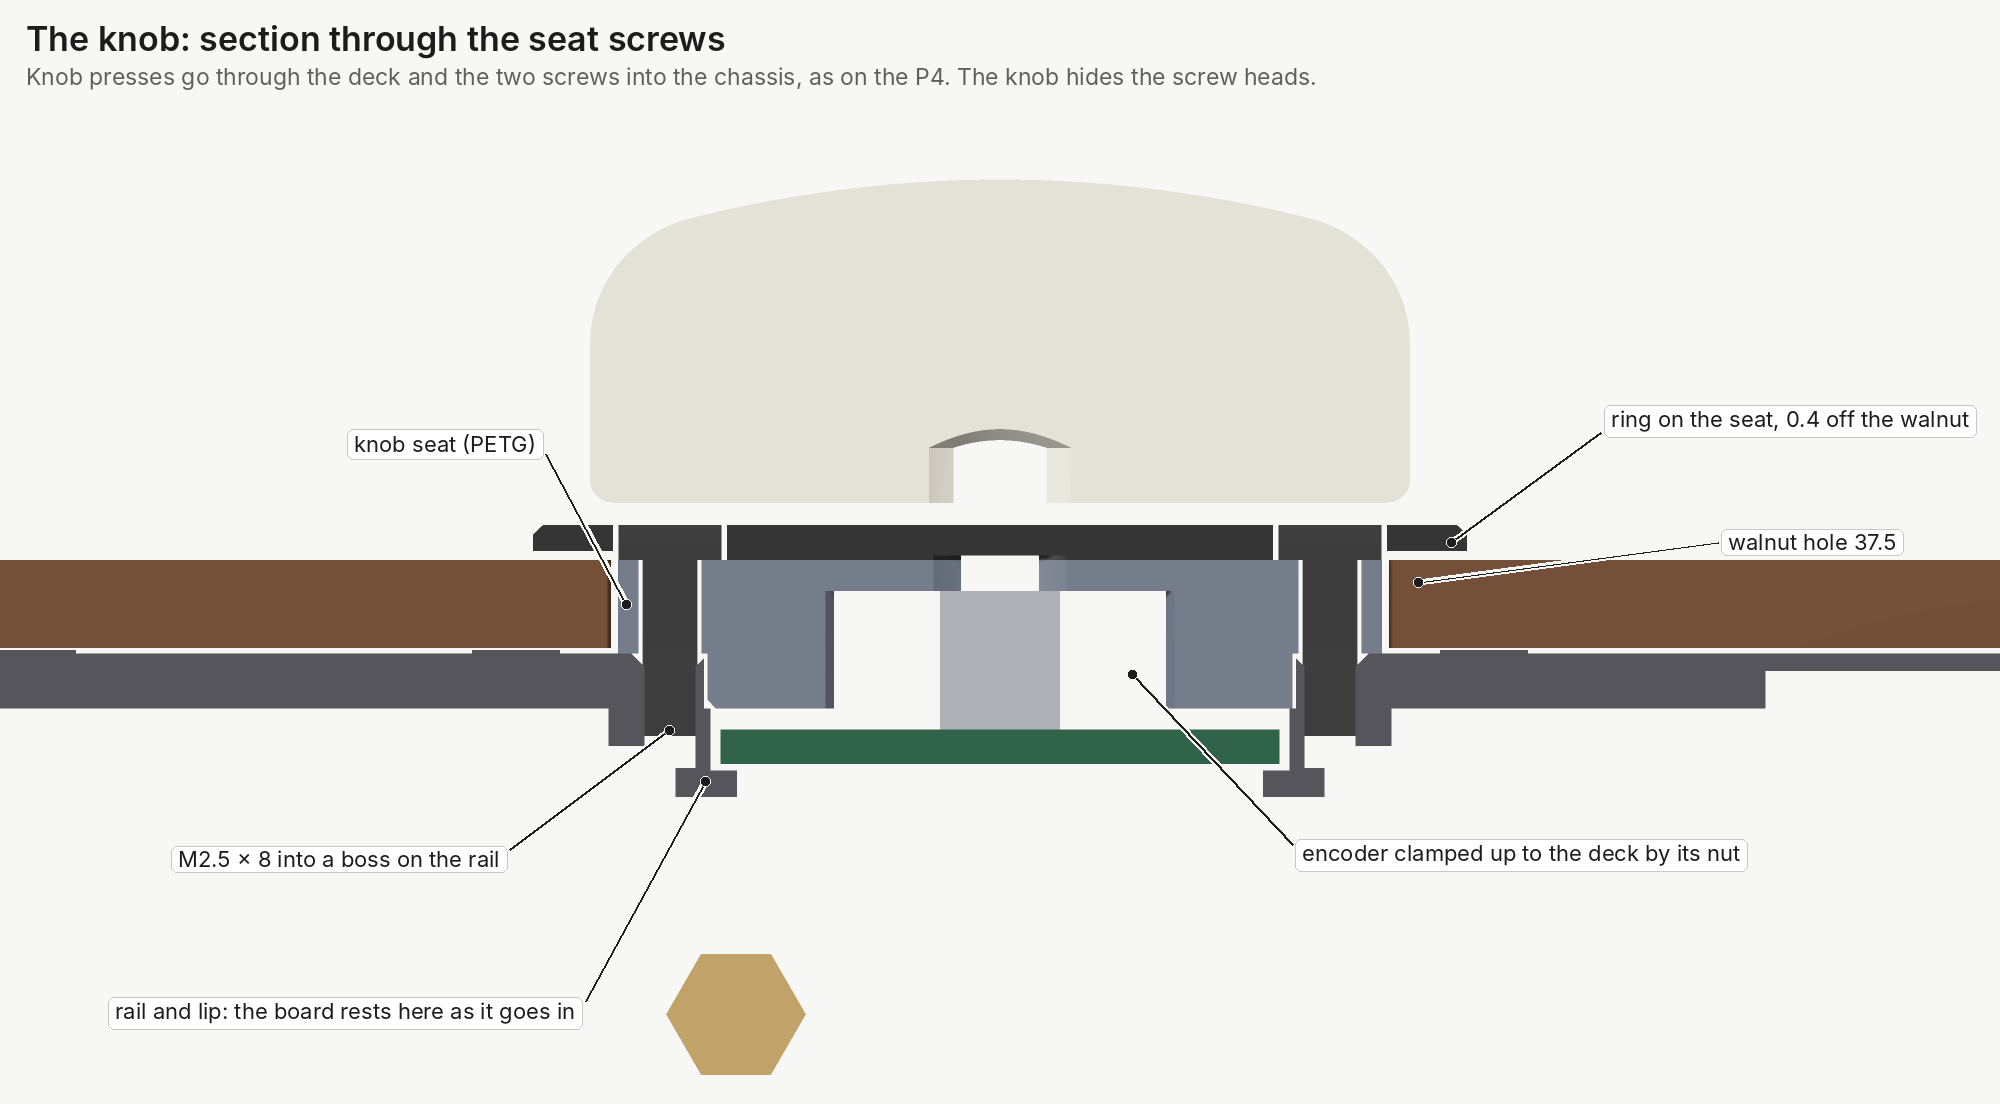 The knob: section through the seat screws
Knob presses go through the deck and the two screws into the chassis, as on the P4. The knob hides the screw heads.
ring on the seat, 0.4 off the walnut
knob seat (PETG)
walnut hole 37.5
M2.5 × 8 into a boss on the rail
encoder clamped up to the deck by its nut
rail and lip: the board rests here as it goes in